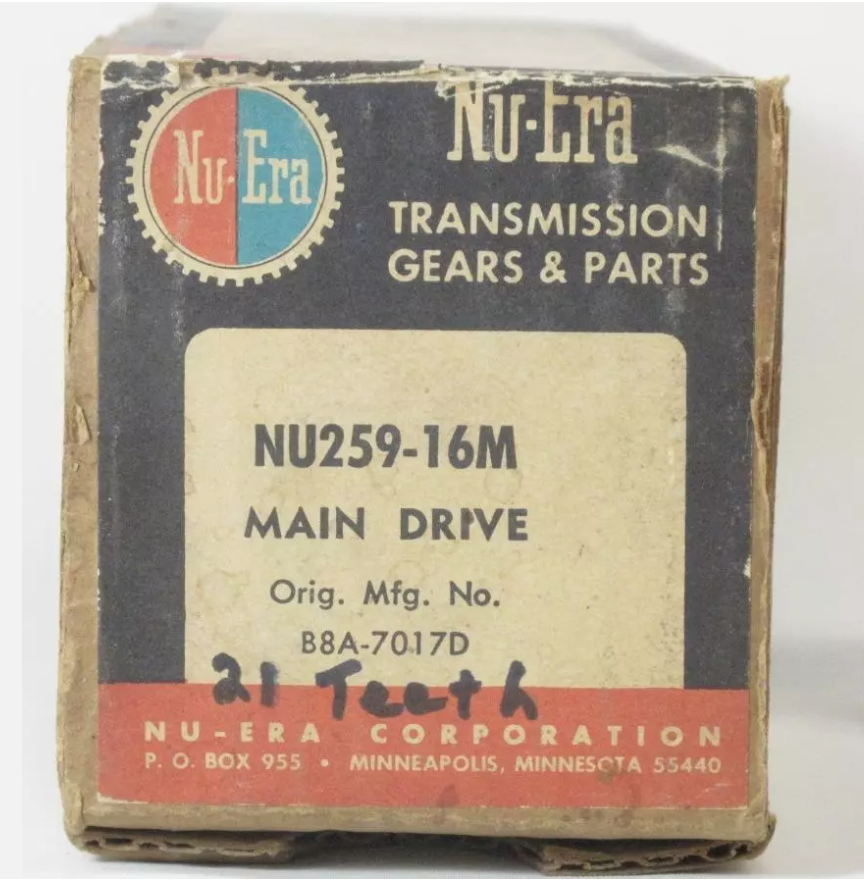 Nu-Era
Nu-Era
TRANSMISSION
GEARS & PARTS
NU259-16M
MAIN DRIVE
Orig. Mfg. No.
B8A-7017D
21 Teeth
NU-ERA CORPORATION
P. O. BOX 955 • MINNEAPOLIS, MINNESOTA 55440